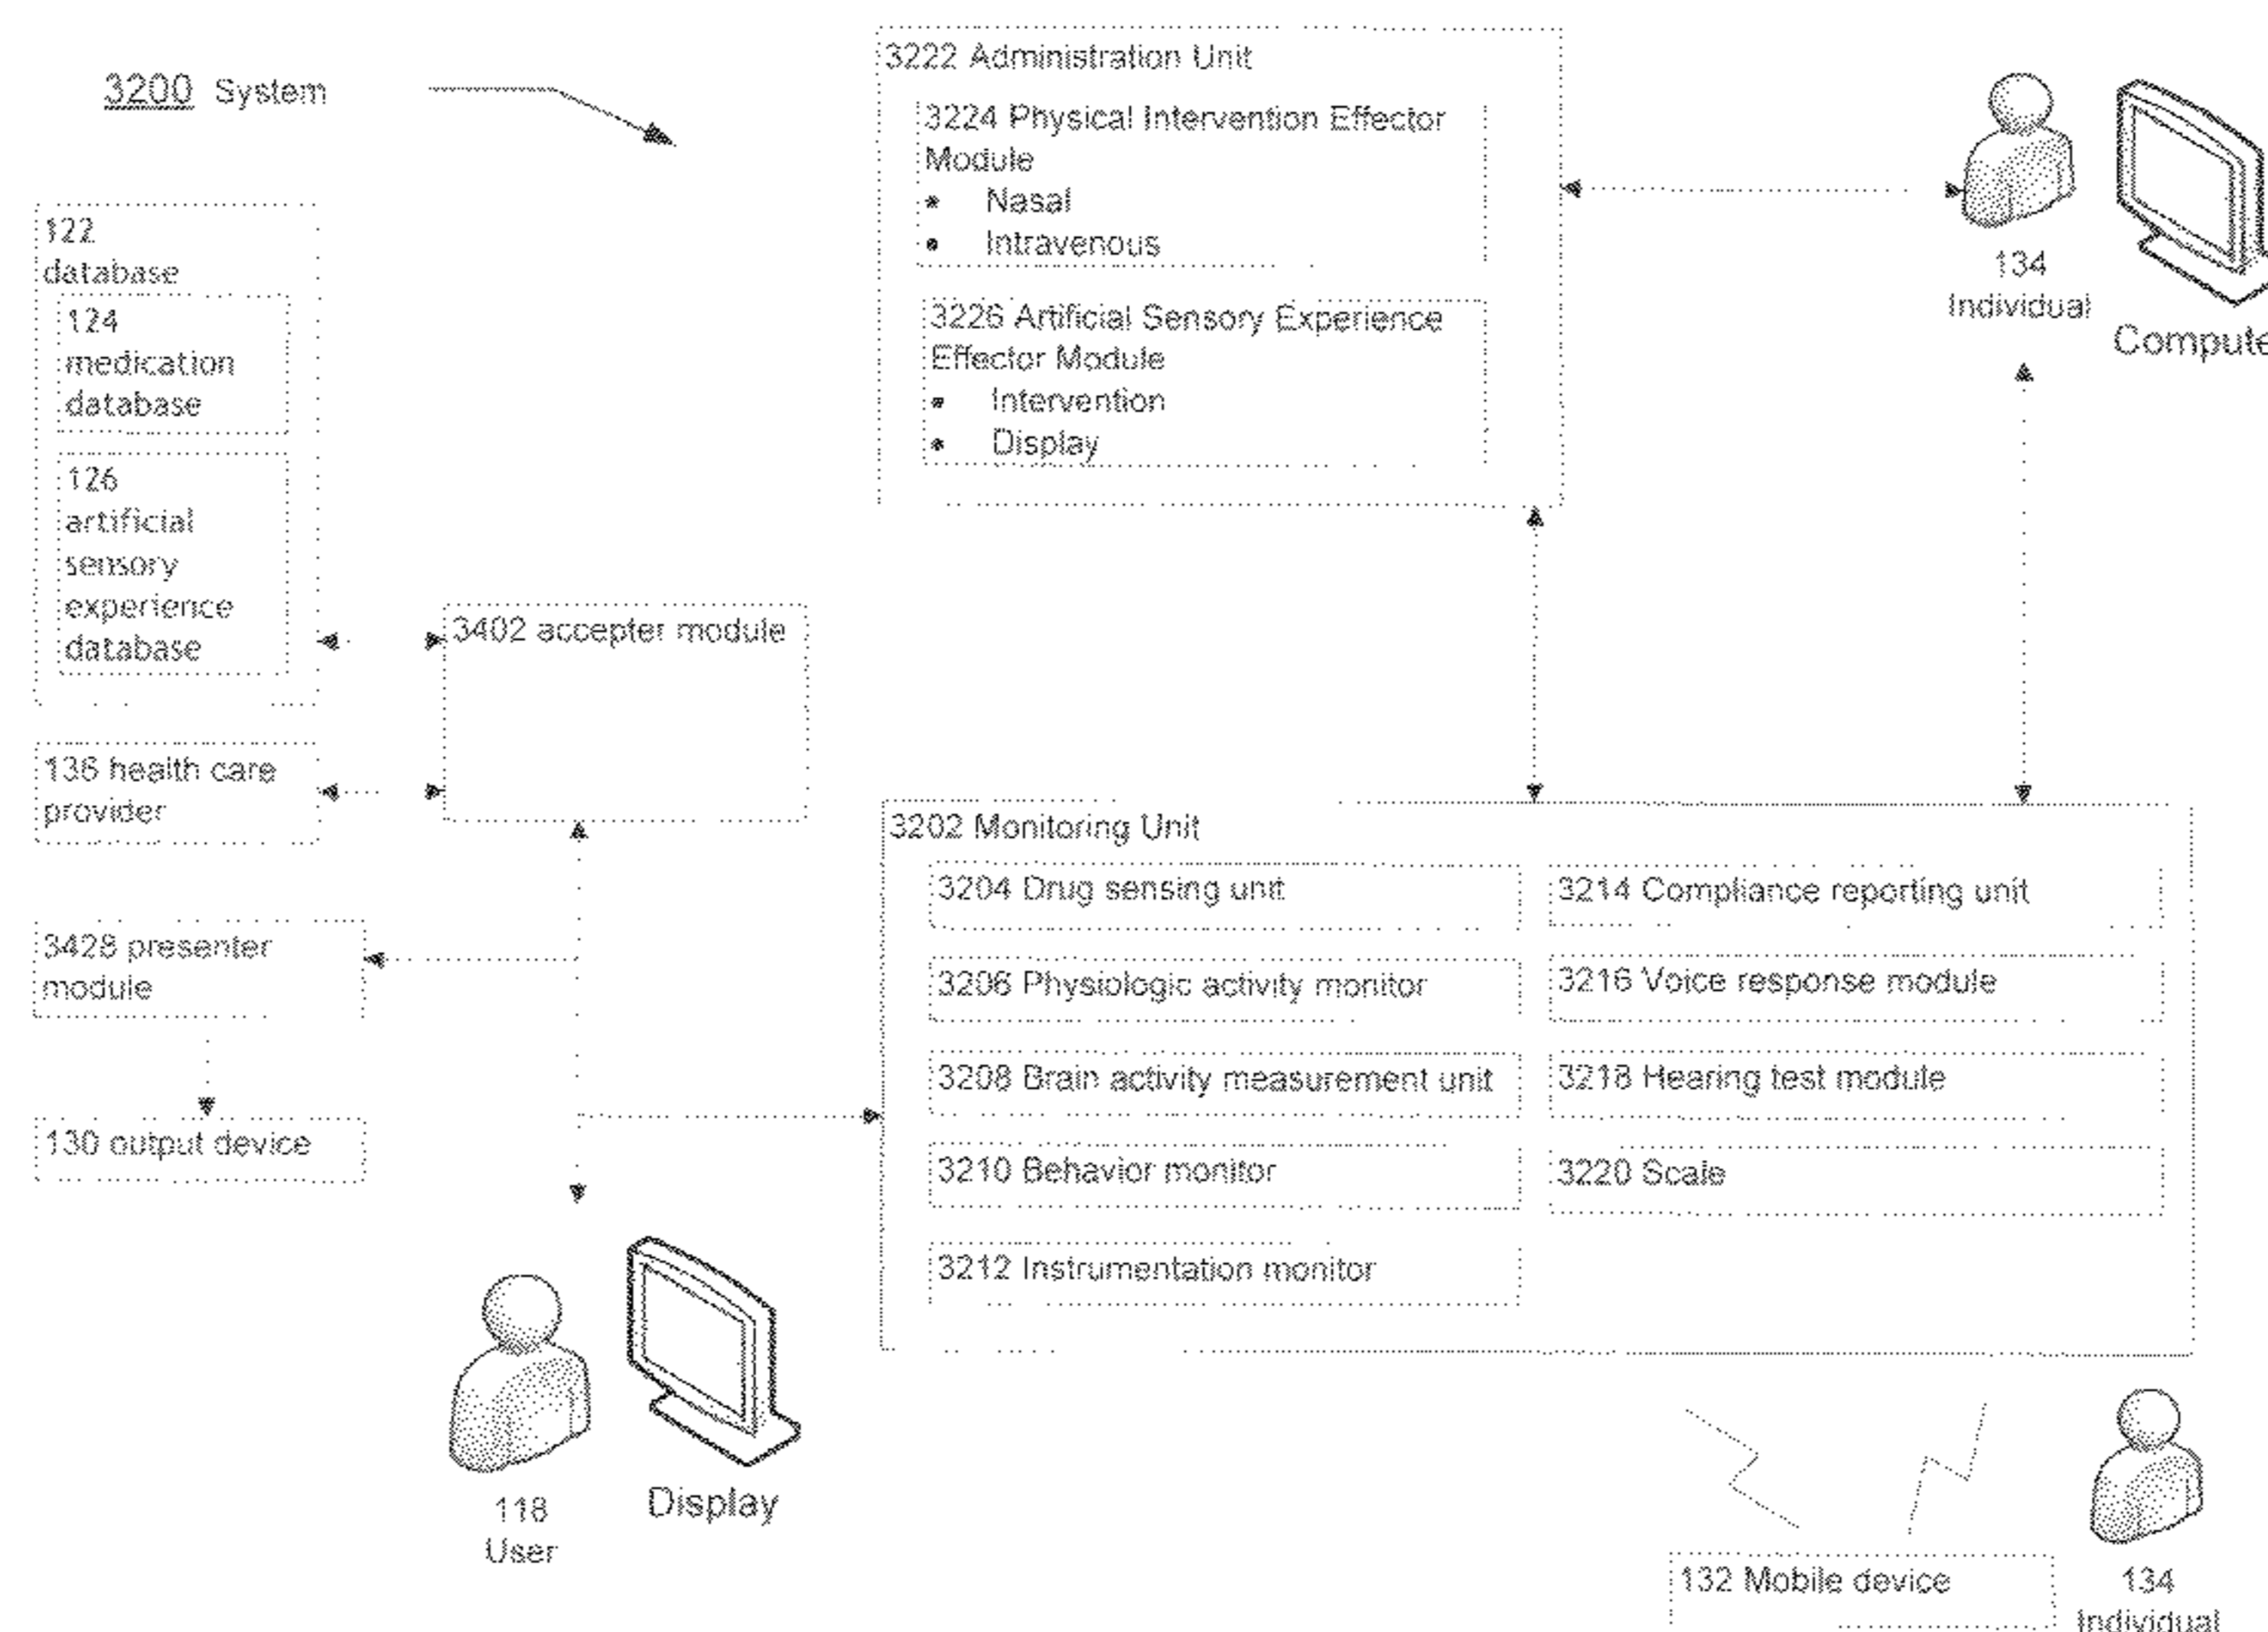 3200 System
3222 Administration Unit
3224 Physical Intervention Effector
Module
• Nasal
• Intravenous
3226 Artificial Sensory Experience
Effector Module
• Intervention
• Display
134
Individual
Compute
122
database
124
medication
database
126
artificial
sensory
experience
database
3402 accepter module
136 health care
provider
3428 presenter
module
130 output device
118
User
Display
3202 Monitoring Unit
3204 Drug sensing unit
3206 Physiologic activity monitor
3208 Brain activity measurement unit
3210 Behavior monitor
3212 Instrumentation monitor
3214 Compliance reporting unit
3216 Voice response module
3218 Hearing test module
3220 Scale
132 Mobile device
134
Individual